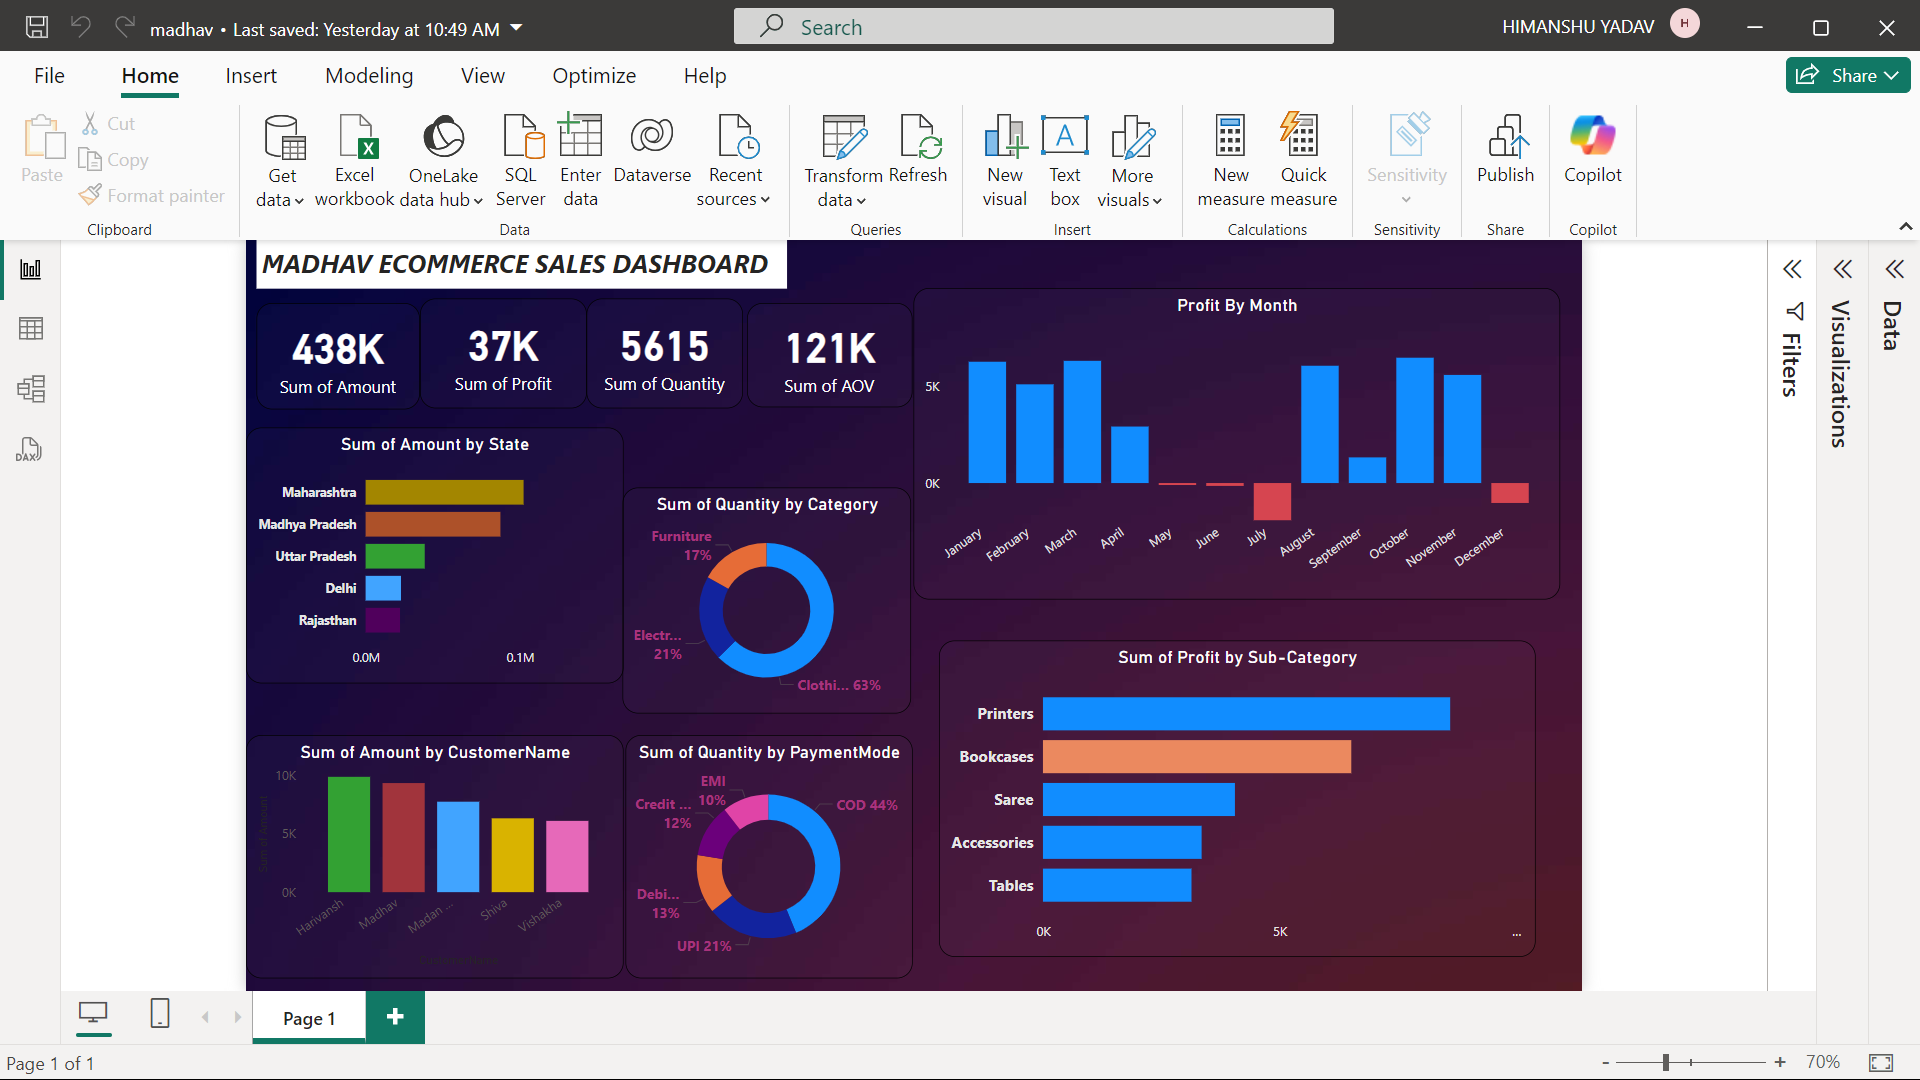 madhav • Last saved: Yesterday at 10:49 AM
Search
HIMANSHU YADAV
H
File
Home
Insert
Modeling
View
Optimize
Help
Share
Paste
Cut
Copy
Format painter
Clipboard
Get data
Excel workbook
OneLake data hub
SQL Server
Enter data
Dataverse
Recent sources
Data
Transform data
Refresh
Queries
New visual
Text box
More visuals
Insert
New measure
Quick measure
Calculations
Sensitivity
Sensitivity
Publish
Share
Copilot
Copilot
DAX
MADHAV ECOMMERCE SALES DASHBOARD
438K
Sum of Amount
37K
Sum of Profit
5615
Sum of Quantity
121K
Sum of AOV
Profit By Month
5K
0K
January
February
March
April
May
June
July
August
September
October
November
December
Sum of Amount by State
Maharashtra
Madhya Pradesh
Uttar Pradesh
Delhi
Rajasthan
0.0M
0.1M
Sum of Quantity by Category
Furniture
17%
Electr...
21%
Clothi... 63%
Sum of Profit by Sub-Category
Printers
Bookcases
Saree
Accessories
Tables
0K
5K
...
Sum of Amount by CustomerName
Sum of Amount
10K
5K
0K
Harivansh
Madhav
Madan ...
Shiva
Vishakha
Sum of Quantity by PaymentMode
EMI
10%
Credit ...
12%
COD 44%
Debi...
13%
UPI 21%
Filters
Visualizations
Data
Page 1
Page 1 of 1
70%